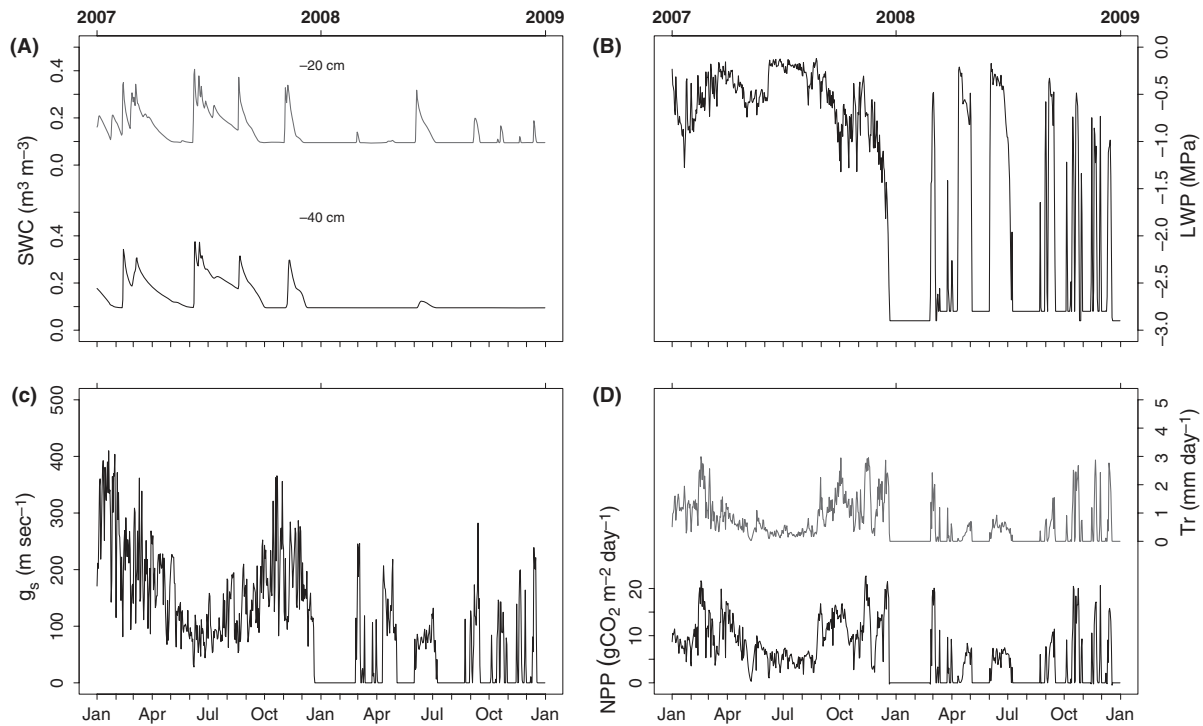 2007 2008 2009
(A)
SWC (m³ m⁻³)
0.4
0.2
0.0
0.4
0.2
0.0
−20 cm
−40 cm
2007 2008 2009
(B)
0.0
−0.5
−1.0
−1.5
−2.0
−2.5
−3.0
LWP (MPa)
(c)
gₛ (m sec⁻¹)
500
400
300
200
100
0
Jan Apr Jul Oct Jan Apr Jul Oct Jan
(D)
5
4
3
2
1
0
Tr (mm day⁻¹)
NPP (gCO₂ m⁻² day⁻¹)
20
10
0
Jan Apr Jul Oct Jan Apr Jul Oct Jan